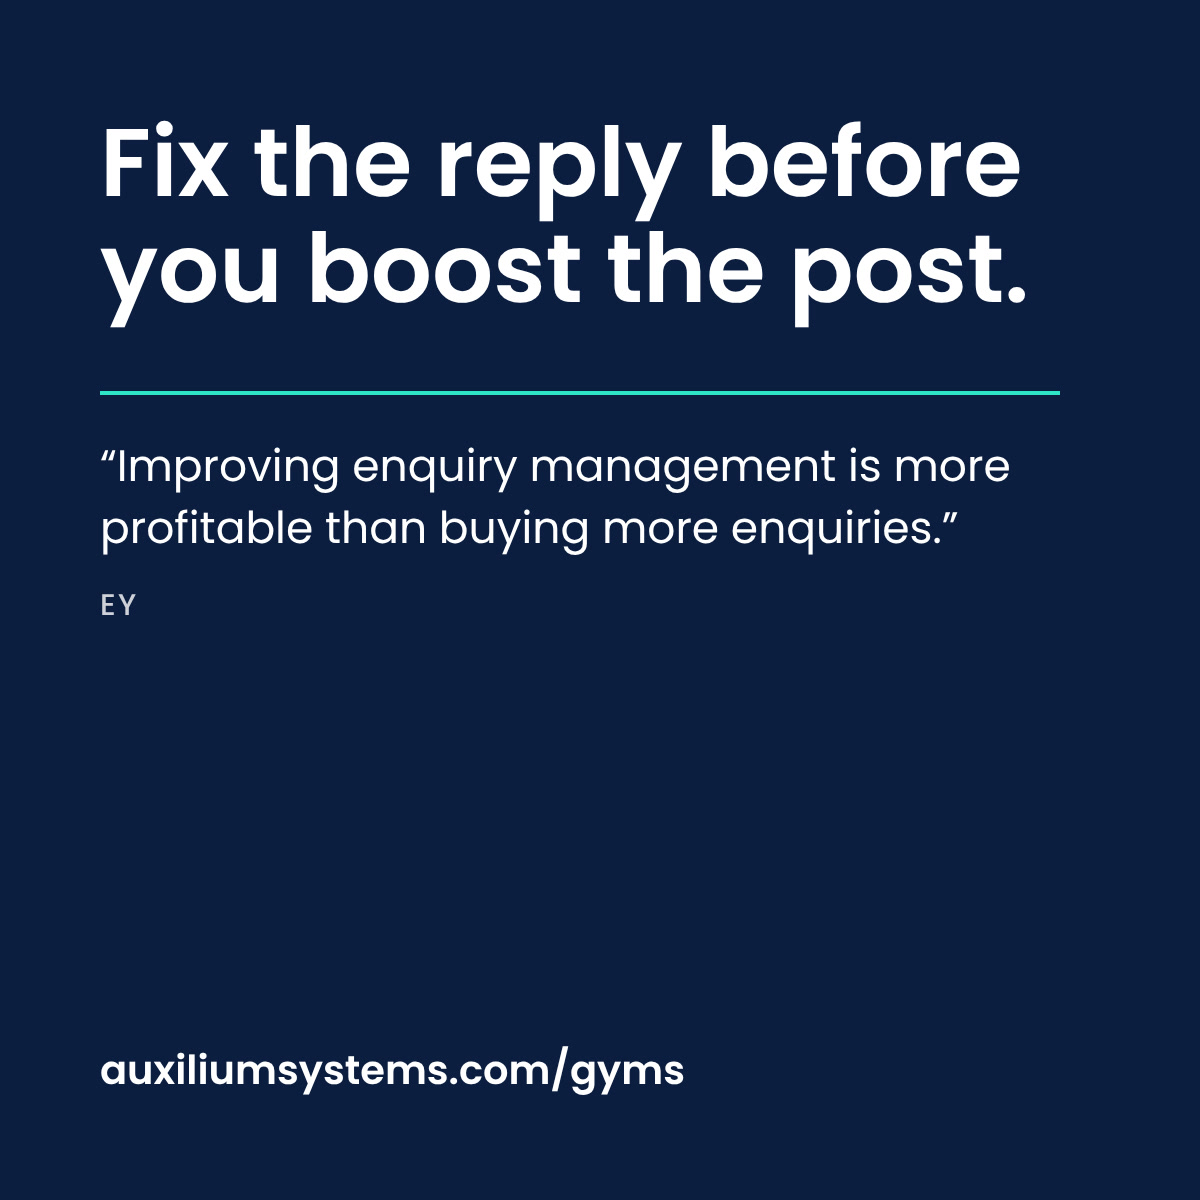 Fix the reply before
you boost the post.
“Improving enquiry management is more
profitable than buying more enquiries.”
EY
auxiliumsystems.com/gyms